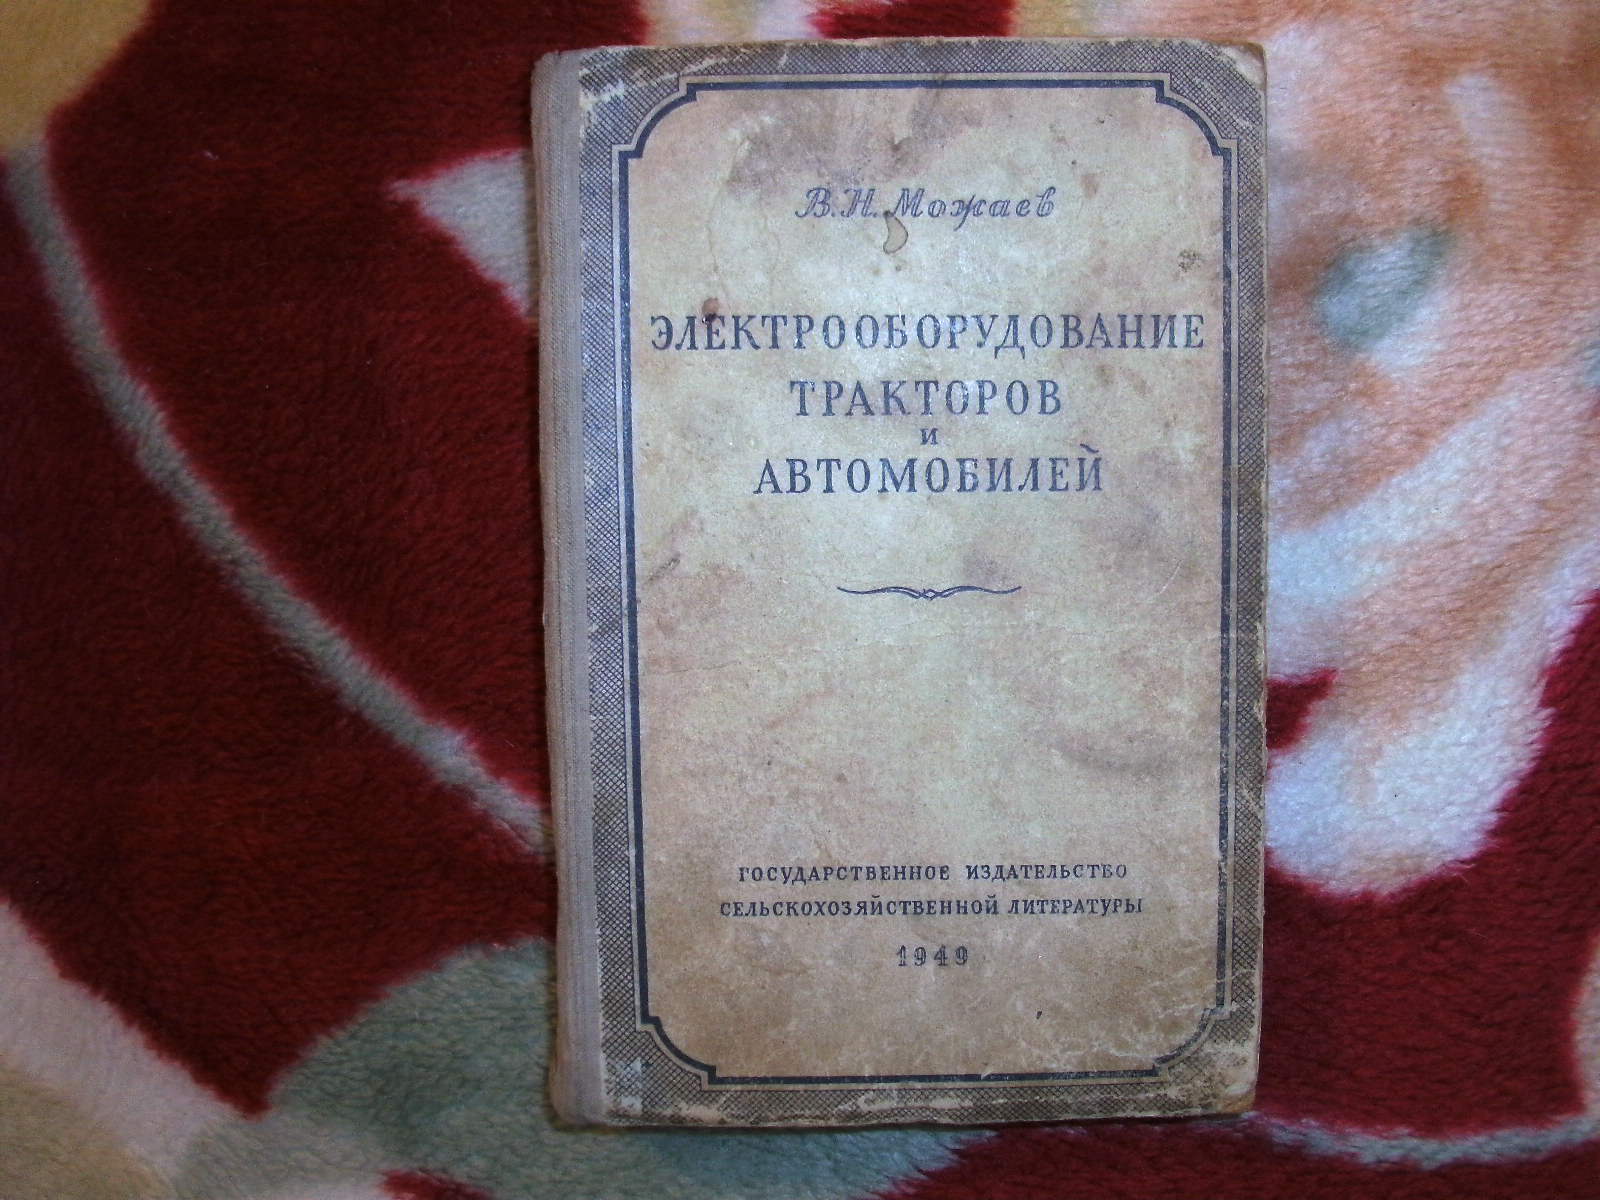 В. Н. Можаев
ЭЛЕКТРООБОРУДОВАНИЕ
ТРАКТОРОВ
И
АВТОМОБИЛЕЙ
ГОСУДАРСТВЕННОЕ ИЗДАТЕЛЬСТВО
СЕЛЬСКОХОЗЯЙСТВЕННОЙ ЛИТЕРАТУРЫ
1949